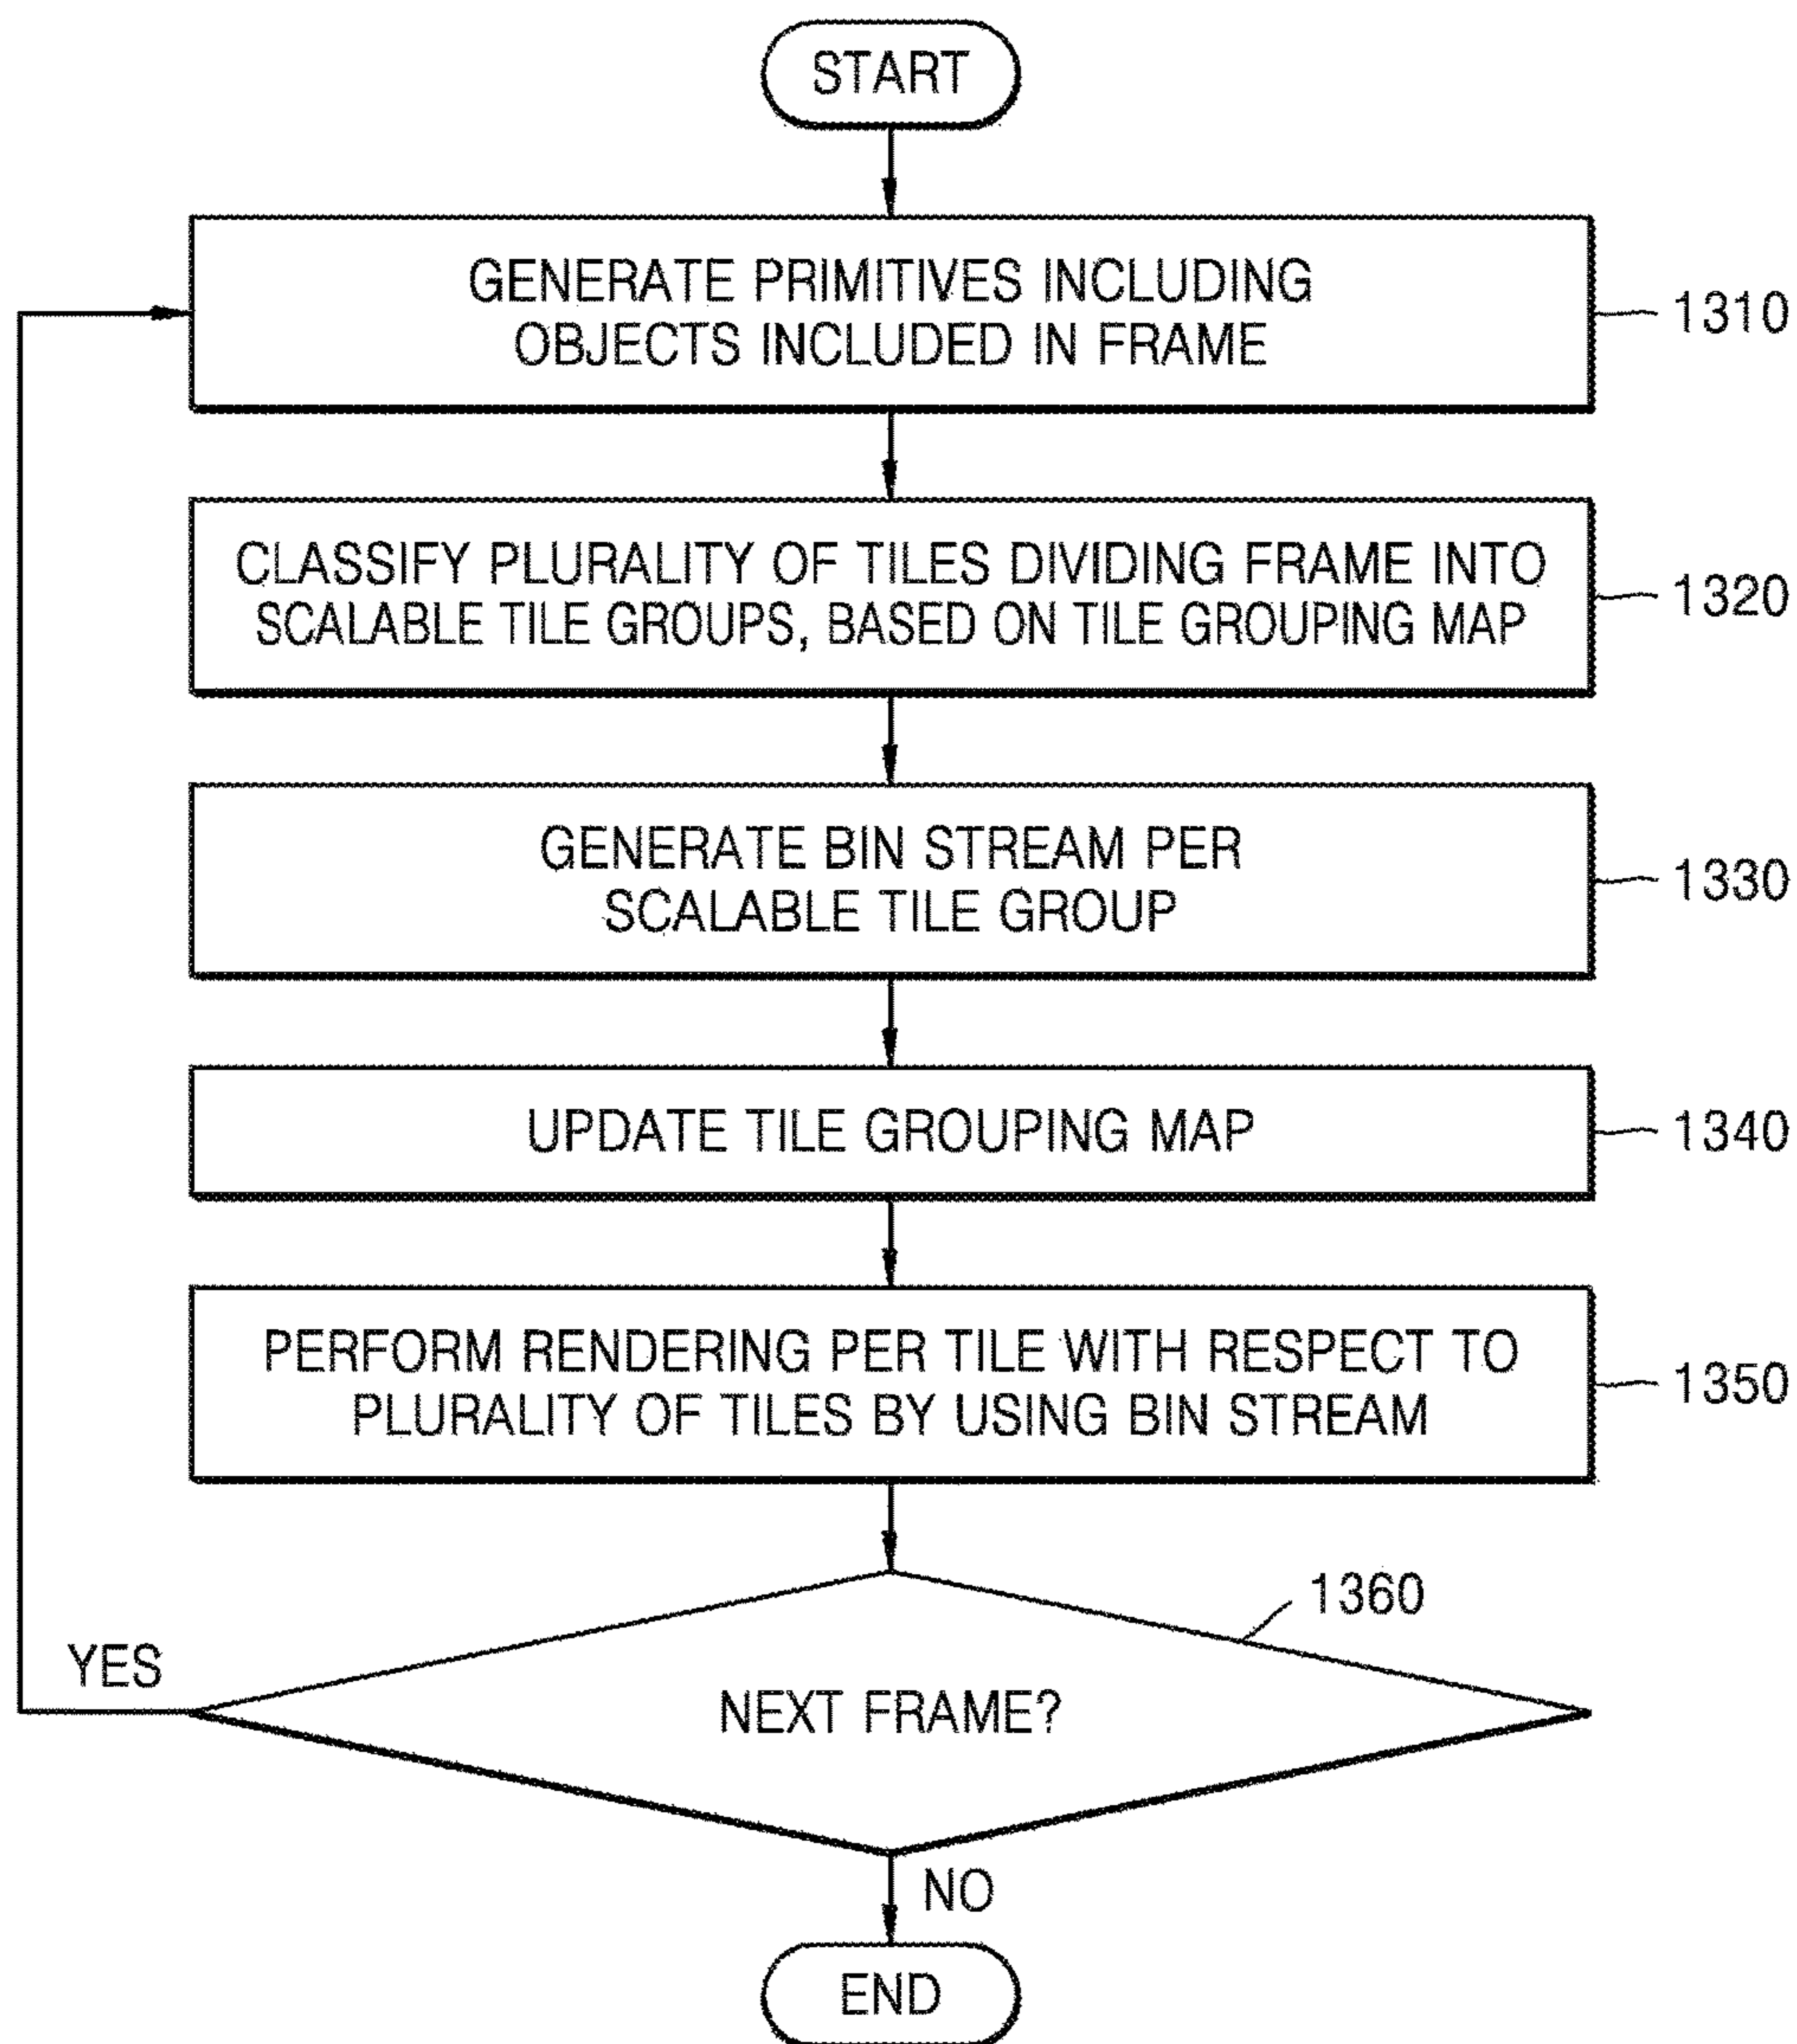 START
GENERATE PRIMITIVES INCLUDING
OBJECTS INCLUDED IN FRAME
1310
CLASSIFY PLURALITY OF TILES DIVIDING FRAME INTO
SCALABLE TILE GROUPS, BASED ON TILE GROUPING MAP
1320
GENERATE BIN STREAM PER
SCALABLE TILE GROUP
1330
UPDATE TILE GROUPING MAP
1340
PERFORM RENDERING PER TILE WITH RESPECT TO
PLURALITY OF TILES BY USING BIN STREAM
1350
1360
YES
NEXT FRAME?
NO
END